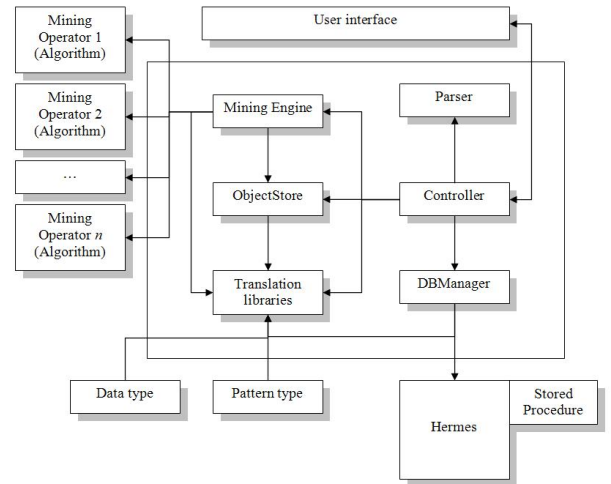 Mining
Operator 1
(Algorithm)
User interface
Mining
Operator 2
(Algorithm)
Mining Engine
Parser
...
ObjectStore
Controller
Mining
Operator n
(Algorithm)
Translation
libraries
DBManager
Data type
Pattern type
Hermes
Stored
Procedure